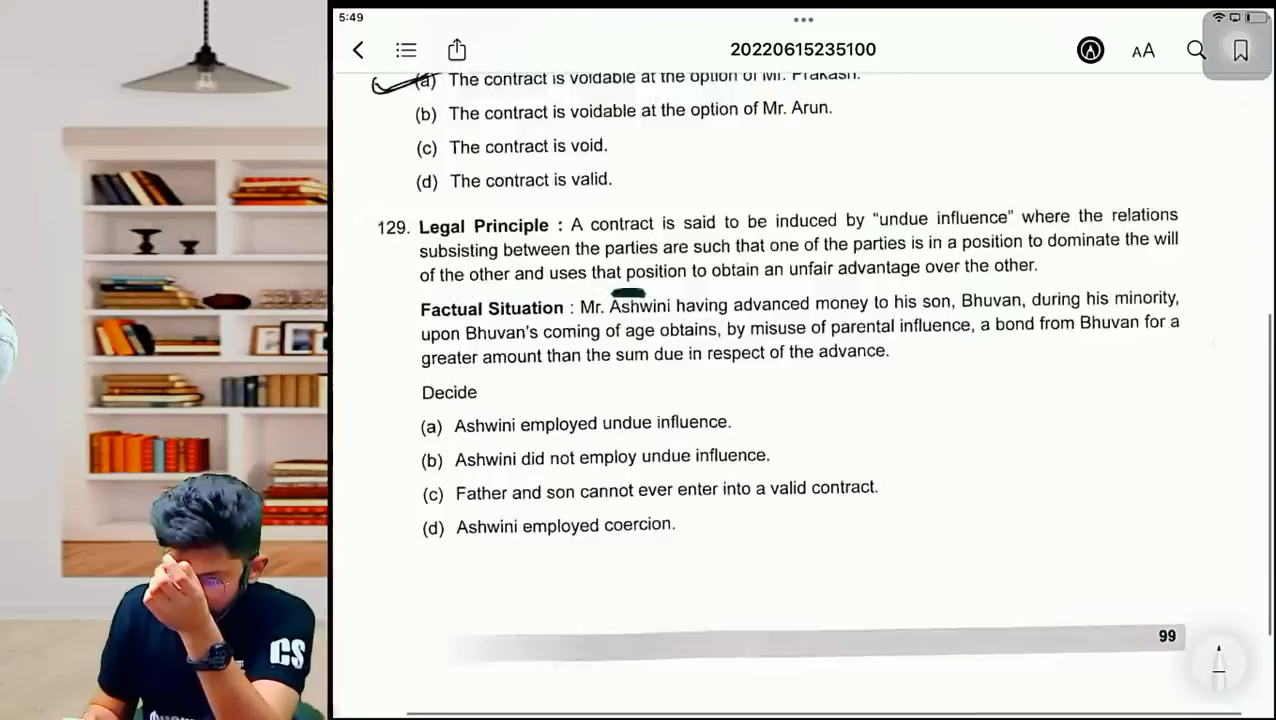 5:49
20220615235100
AA
(a) The contract is voidable at the option of Mr. Prakash.
(b) The contract is voidable at the option of Mr. Arun.
(c) The contract is void.
(d) The contract is valid.
129. Legal Principle : A contract is said to be induced by “undue influence” where the relations
subsisting between the parties are such that one of the parties is in a position to dominate the will
of the other and uses that position to obtain an unfair advantage over the other.
Factual Situation : Mr. Ashwini having advanced money to his son, Bhuvan, during his minority,
upon Bhuvan's coming of age obtains, by misuse of parental influence, a bond from Bhuvan for a
greater amount than the sum due in respect of the advance.
Decide
(a) Ashwini employed undue influence.
(b) Ashwini did not employ undue influence.
(c) Father and son cannot ever enter into a valid contract.
(d) Ashwini employed coercion.
CS
99